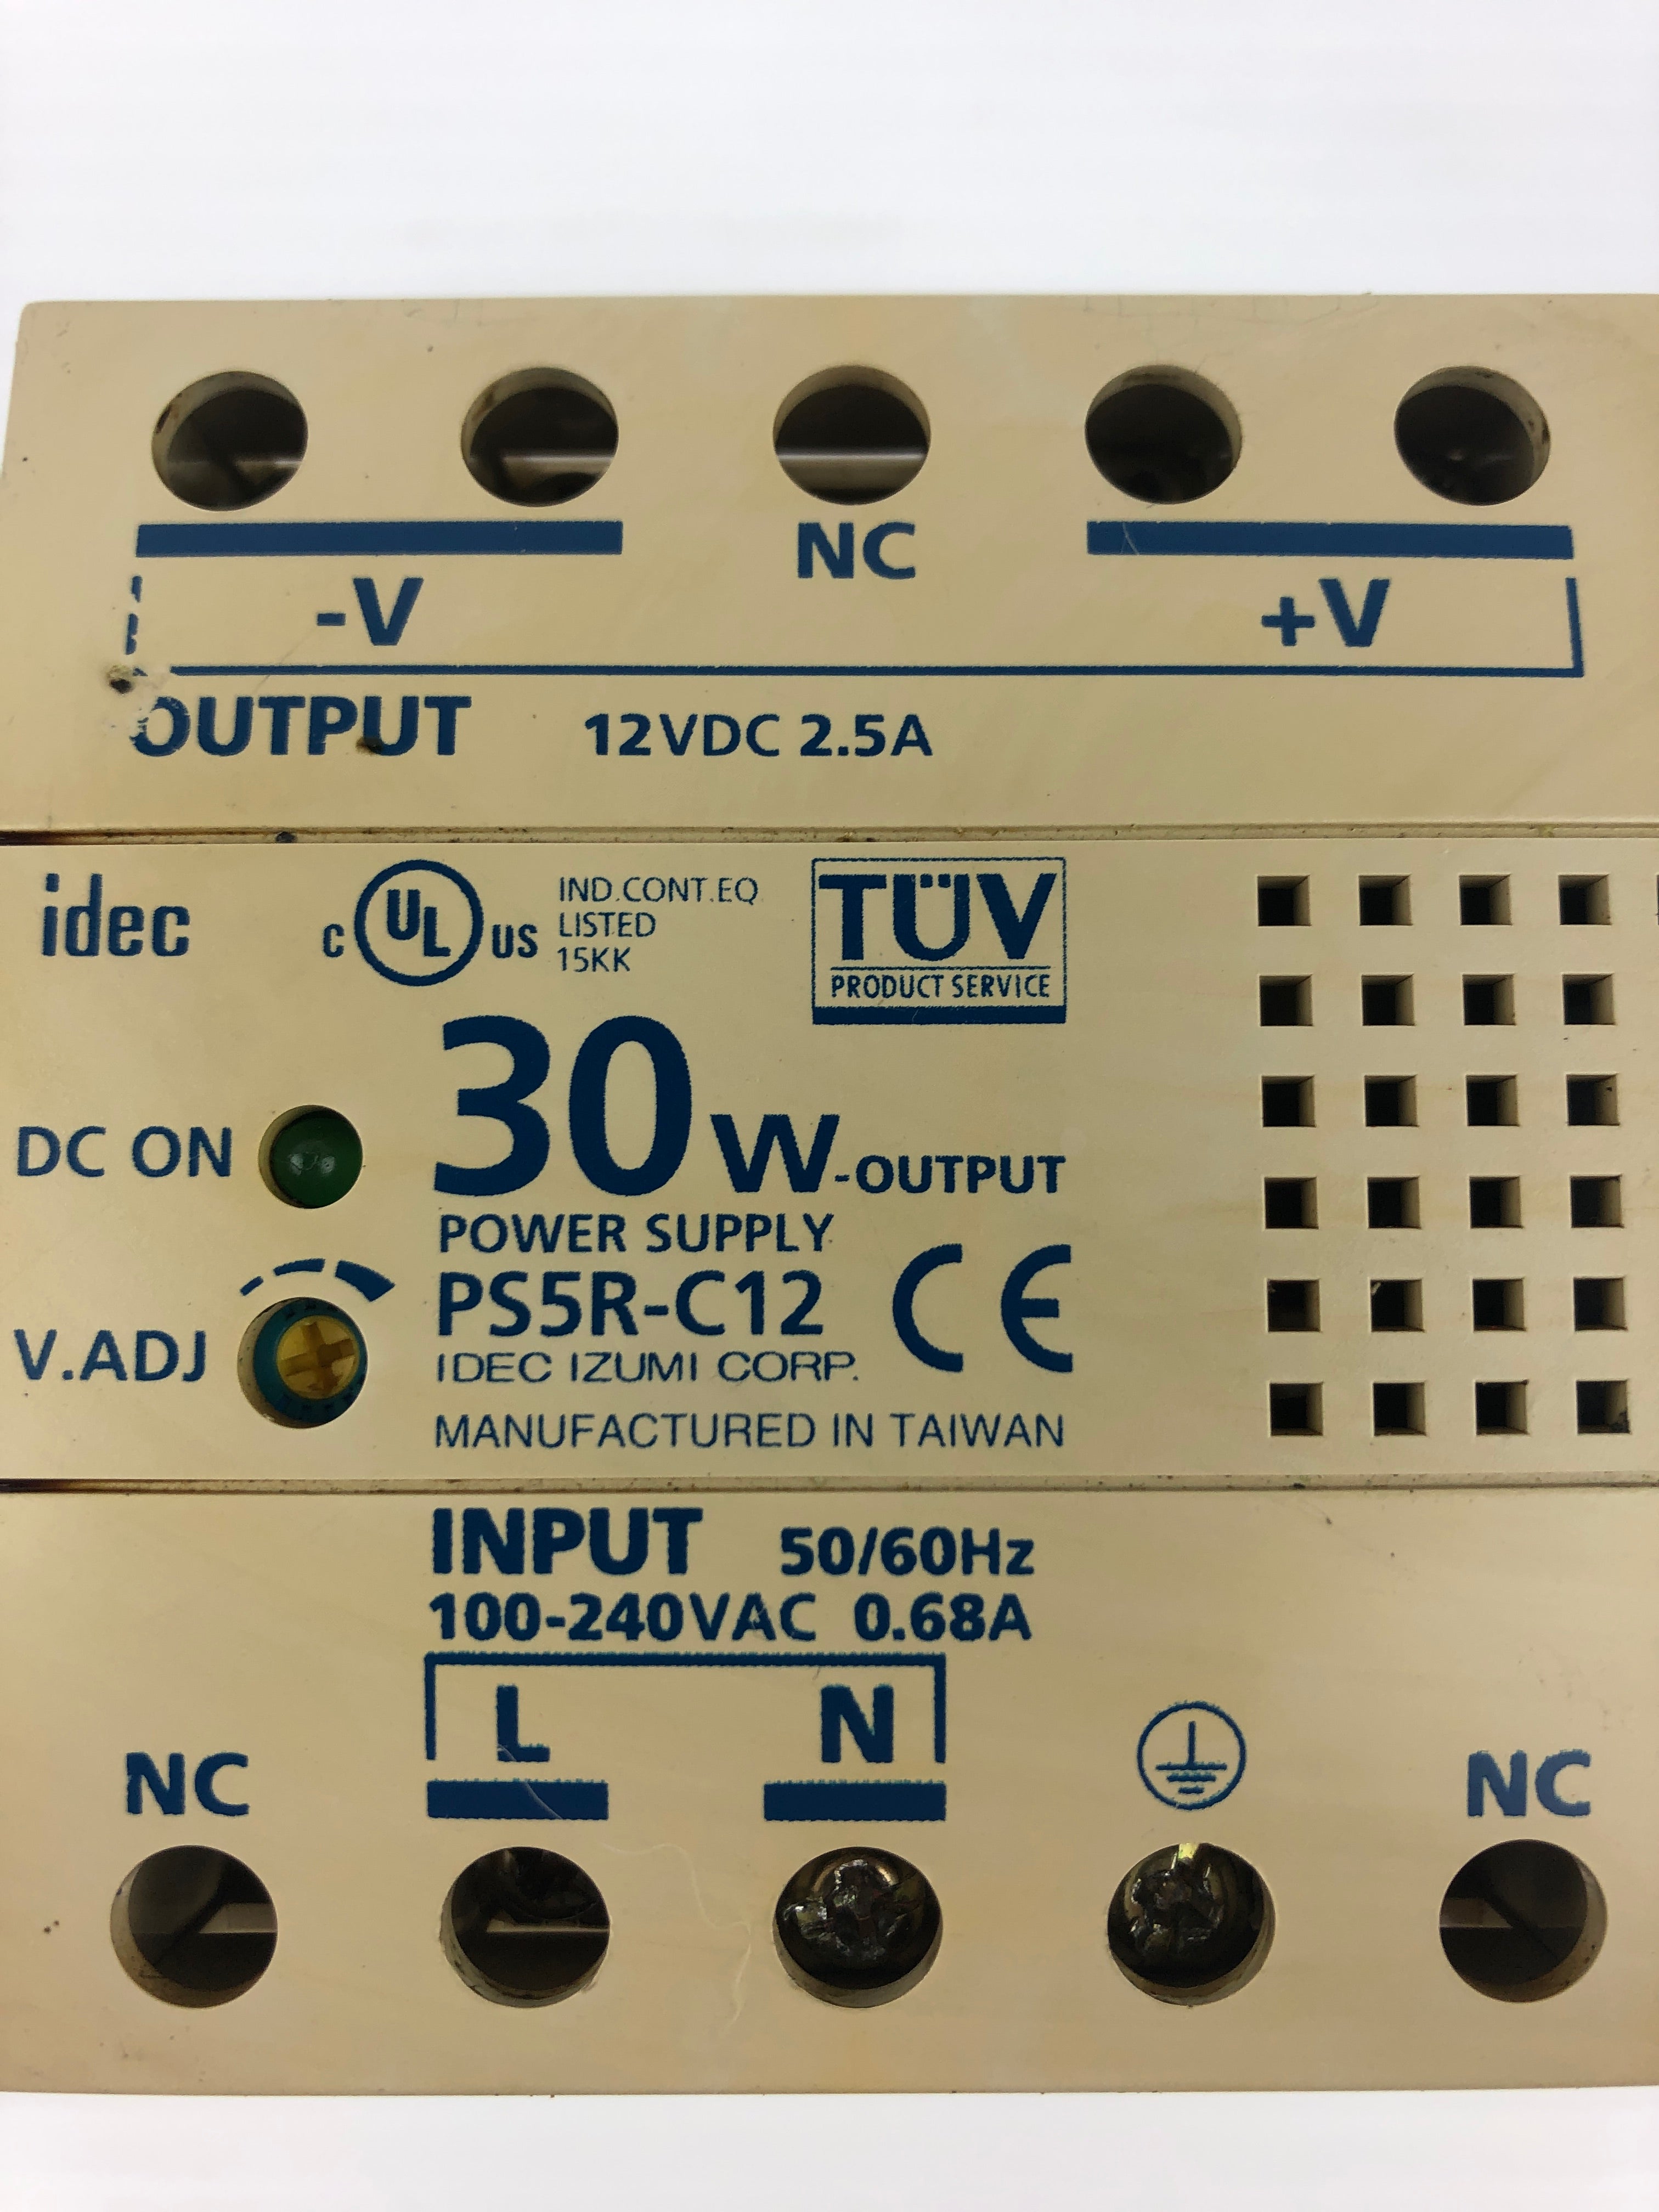 NC
-V +V
OUTPUT 12VDC 2.5A
idec
C UL US
IND.CONT.EQ
LISTED
15KK
TÜV
PRODUCT SERVICE
30W-OUTPUT
DC ON
POWER SUPPLY
PS5R-C12 CE
V.ADJ
IDEC IZUMI CORP.
MANUFACTURED IN TAIWAN
INPUT 50/60Hz
100-240VAC 0.68A
L N
NC NC